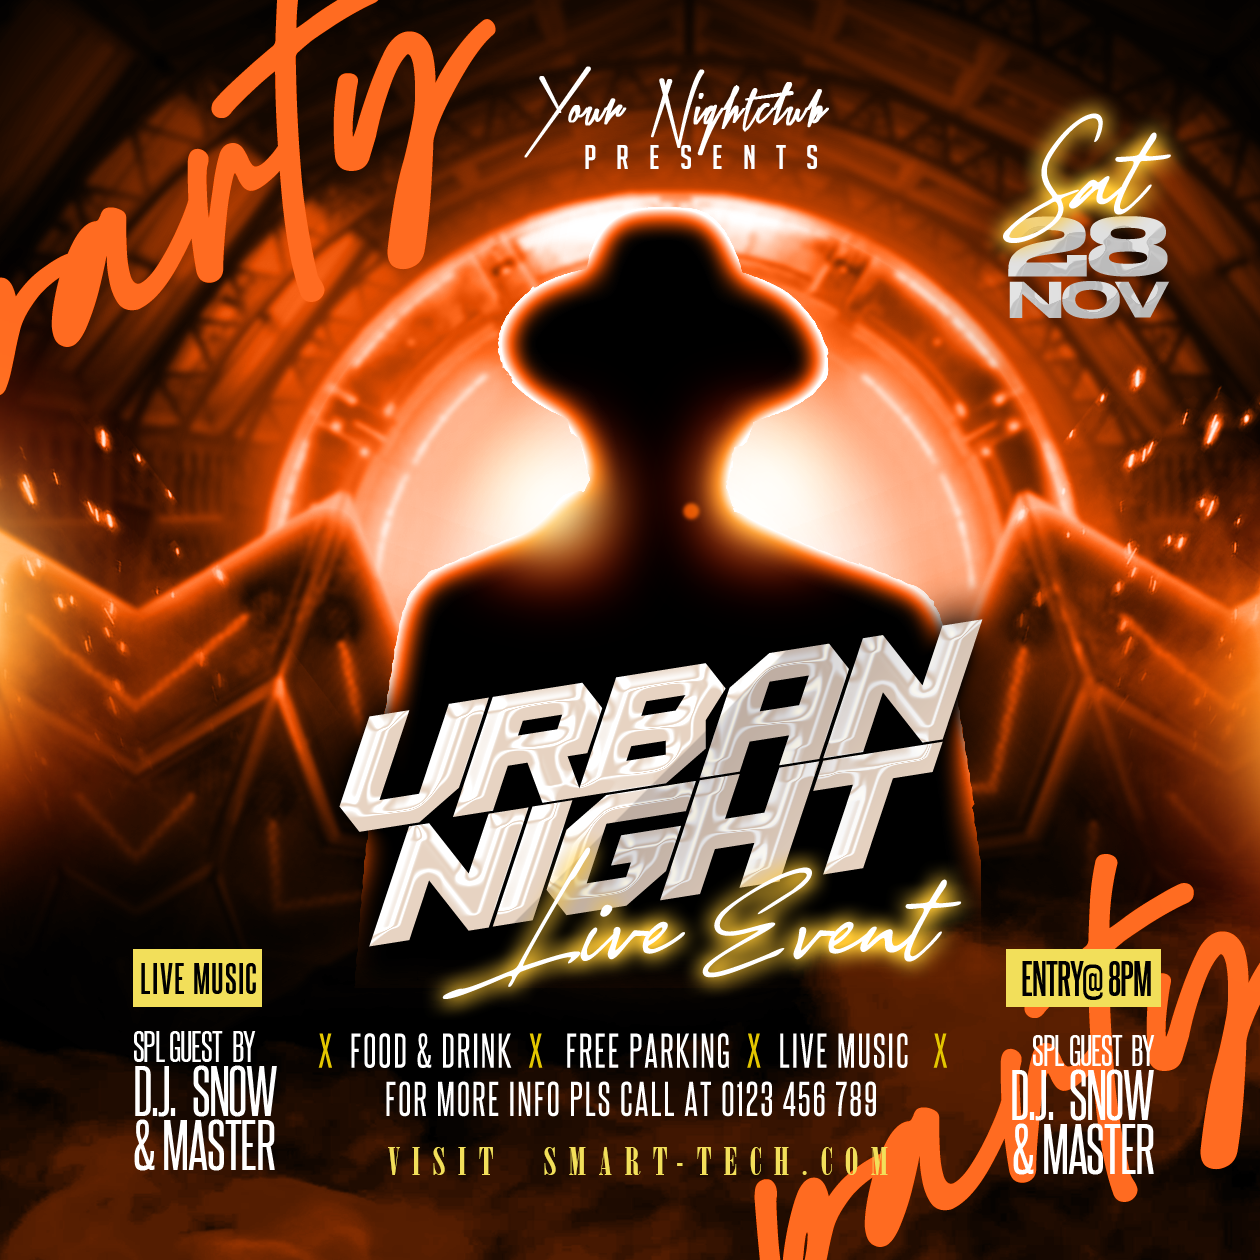 party
Your Nightclub
PRESENTS
Sat
28
NOV
URBAN
NIGHT
Live Event
LIVE MUSIC
SPL GUEST BY
D.J. SNOW
& MASTER
X FOOD & DRINK X FREE PARKING X LIVE MUSIC X
FOR MORE INFO PLS CALL AT 0123 456 789
VISIT SMART-TECH.COM
ENTRY@ 8PM
SPL GUEST BY
D.J. SNOW
& MASTER
party